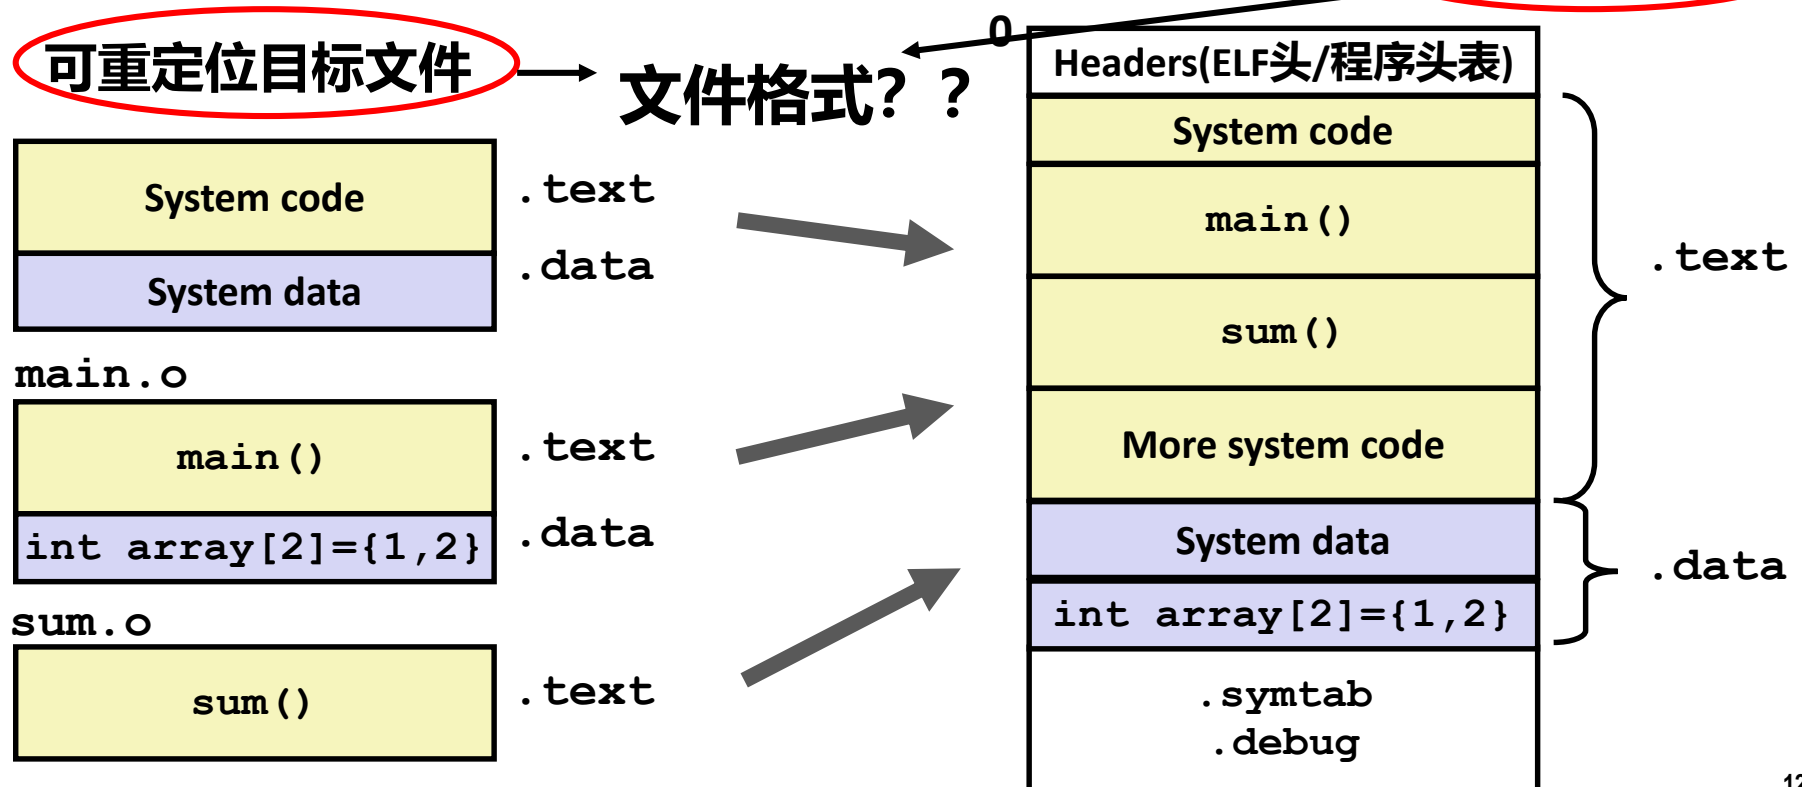 可重定位目标文件
文件格式？？
System code
.text
System data
.data
main.o
main()
.text
int array[2]={1,2}
.data
sum.o
sum()
.text
0
Headers(ELF头/程序头表)
System code
main()
sum()
More system code
.text
System data
int array[2]={1,2}
.data
.symtab
.debug
12